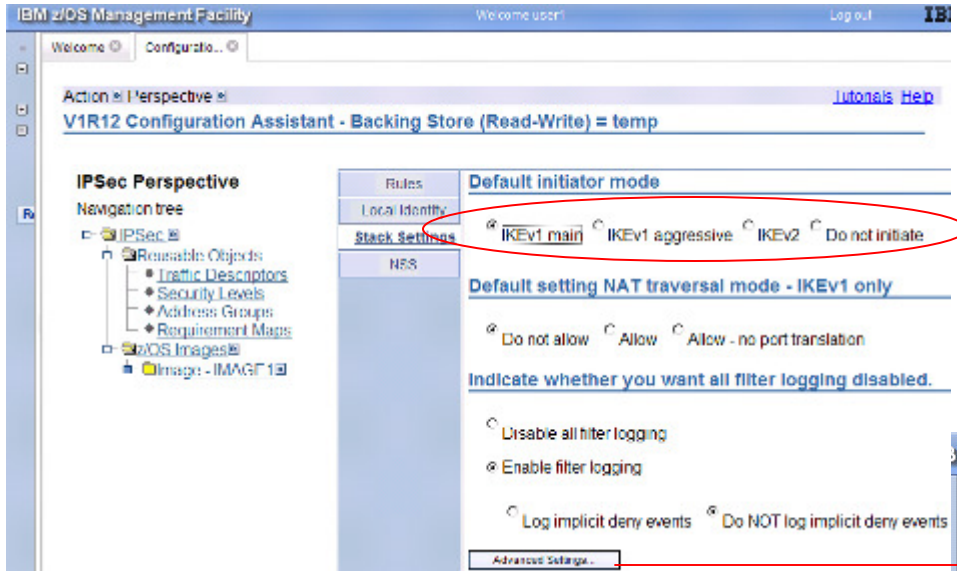 IBM z/OS Management Facility Welcome user1 Log out IB
Welcome Configuratio...
Action Perspective Tutorials Help
V1R12 Configuration Assistant - Backing Store (Read-Write) = temp
IPSec Perspective
Navigation tree
IPSec
Reusable Objects
Traffic Descriptors
Security Levels
Address Groups
Requirement Maps
z/OS Images
Image - IMAGE1
Rules
Local Identity
Stack Settings
NSS
Default initiator mode
IKEv1 main IKEv1 aggressive IKEv2 Do not initiate
Default setting NAT traversal mode - IKEv1 only
Do not allow Allow Allow - no port translation
Indicate whether you want all filter logging disabled.
Disable all filter logging
Enable filter logging
Log implicit deny events Do NOT log implicit deny events
Advanced Settings...